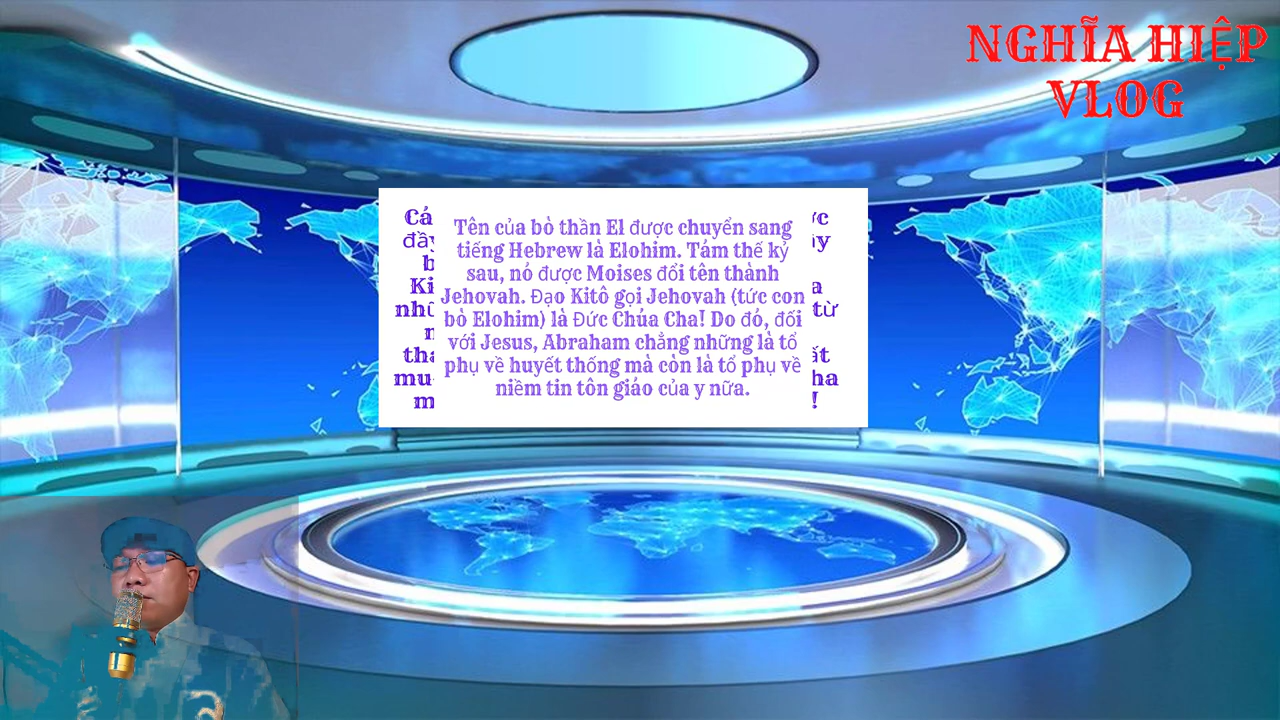 NGHĨA HIỆP
VLOG
Tên của bò thần El được chuyển sang
tiếng Hebrew là Elohim. Tám thế kỷ
sau, nó được Moises đổi tên thành
Jehovah. Đạo Kitô gọi Jehovah (tức con
bò Elohim) là Đức Chúa Cha! Do đó, đối
với Jesus, Abraham chẳng những là tổ
phụ về huyết thống mà còn là tổ phụ về
niềm tin tôn giáo của y nữa.